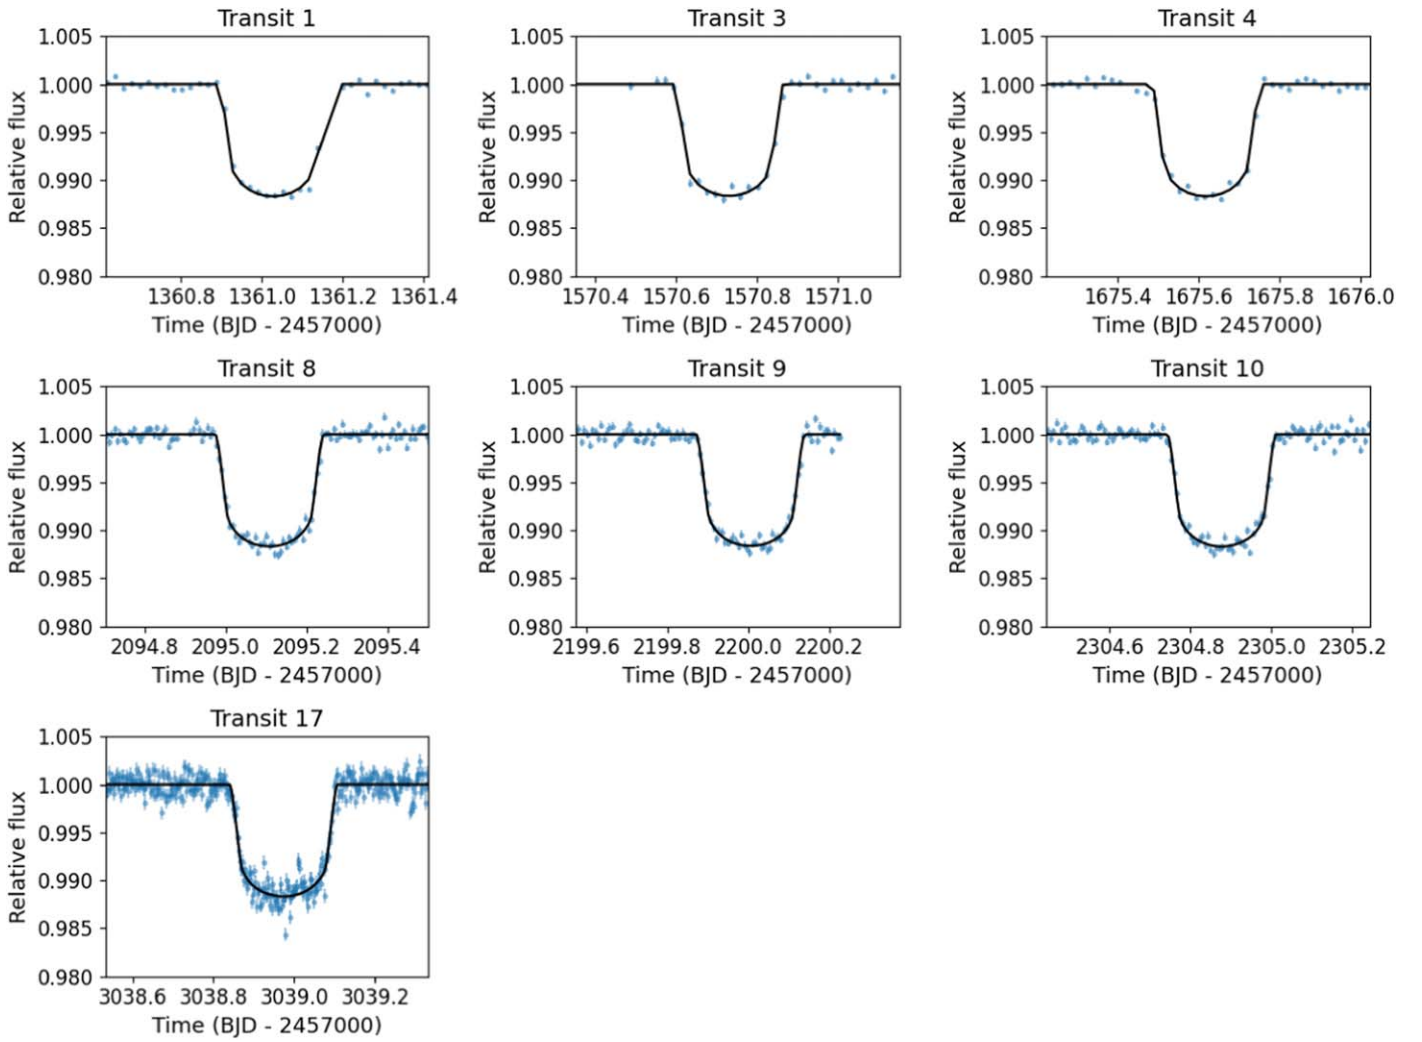 Transit 1
Relative flux
1.005
1.000
0.995
0.990
0.985
0.980
1360.8 1361.0 1361.2 1361.4
Time (BJD - 2457000)
Transit 3
Relative flux
1.005
1.000
0.995
0.990
0.985
0.980
1570.4 1570.6 1570.8 1571.0
Time (BJD - 2457000)
Transit 4
Relative flux
1.005
1.000
0.995
0.990
0.985
0.980
1675.4 1675.6 1675.8 1676.0
Time (BJD - 2457000)
Transit 8
Relative flux
1.005
1.000
0.995
0.990
0.985
0.980
2094.8 2095.0 2095.2 2095.4
Time (BJD - 2457000)
Transit 9
Relative flux
1.005
1.000
0.995
0.990
0.985
0.980
2199.6 2199.8 2200.0 2200.2
Time (BJD - 2457000)
Transit 10
Relative flux
1.005
1.000
0.995
0.990
0.985
0.980
2304.6 2304.8 2305.0 2305.2
Time (BJD - 2457000)
Transit 17
Relative flux
1.005
1.000
0.995
0.990
0.985
0.980
3038.6 3038.8 3039.0 3039.2
Time (BJD - 2457000)